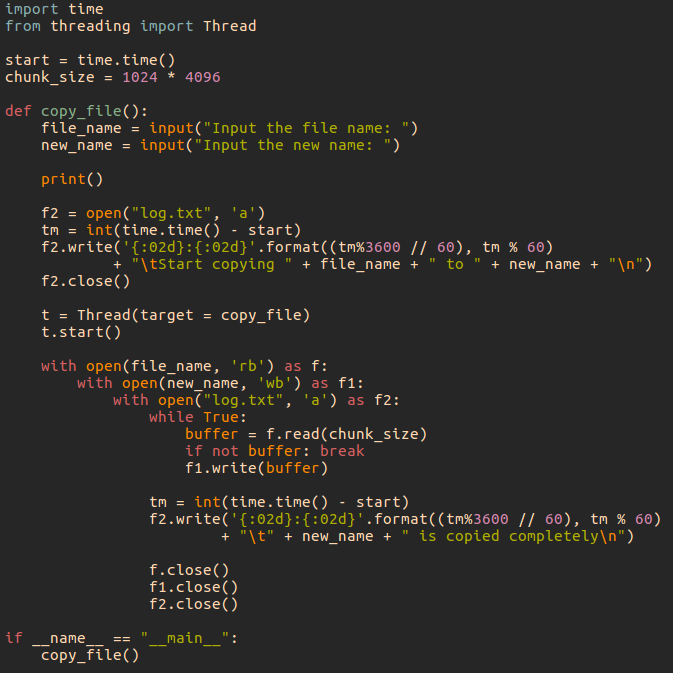 import time
from threading import Thread

start = time.time()
chunk_size = 1024 * 4096

def copy_file():
    file_name = input("Input the file name: ")
    new_name = input("Input the new name: ")

    print()

    f2 = open("log.txt", 'a')
    tm = int(time.time() - start)
    f2.write('{:02d}:{:02d}'.format((tm%3600 // 60), tm % 60)
            + "\tStart copying " + file_name + " to " + new_name + "\n")
    f2.close()

    t = Thread(target = copy_file)
    t.start()

    with open(file_name, 'rb') as f:
        with open(new_name, 'wb') as f1:
            with open("log.txt", 'a') as f2:
                while True:
                    buffer = f.read(chunk_size)
                    if not buffer: break
                    f1.write(buffer)

                tm = int(time.time() - start)
                f2.write('{:02d}:{:02d}'.format((tm%3600 // 60), tm % 60)
                        + "\t" + new_name + " is copied completely\n")

                f.close()
                f1.close()
                f2.close()

if __name__ == "__main__":
    copy_file()